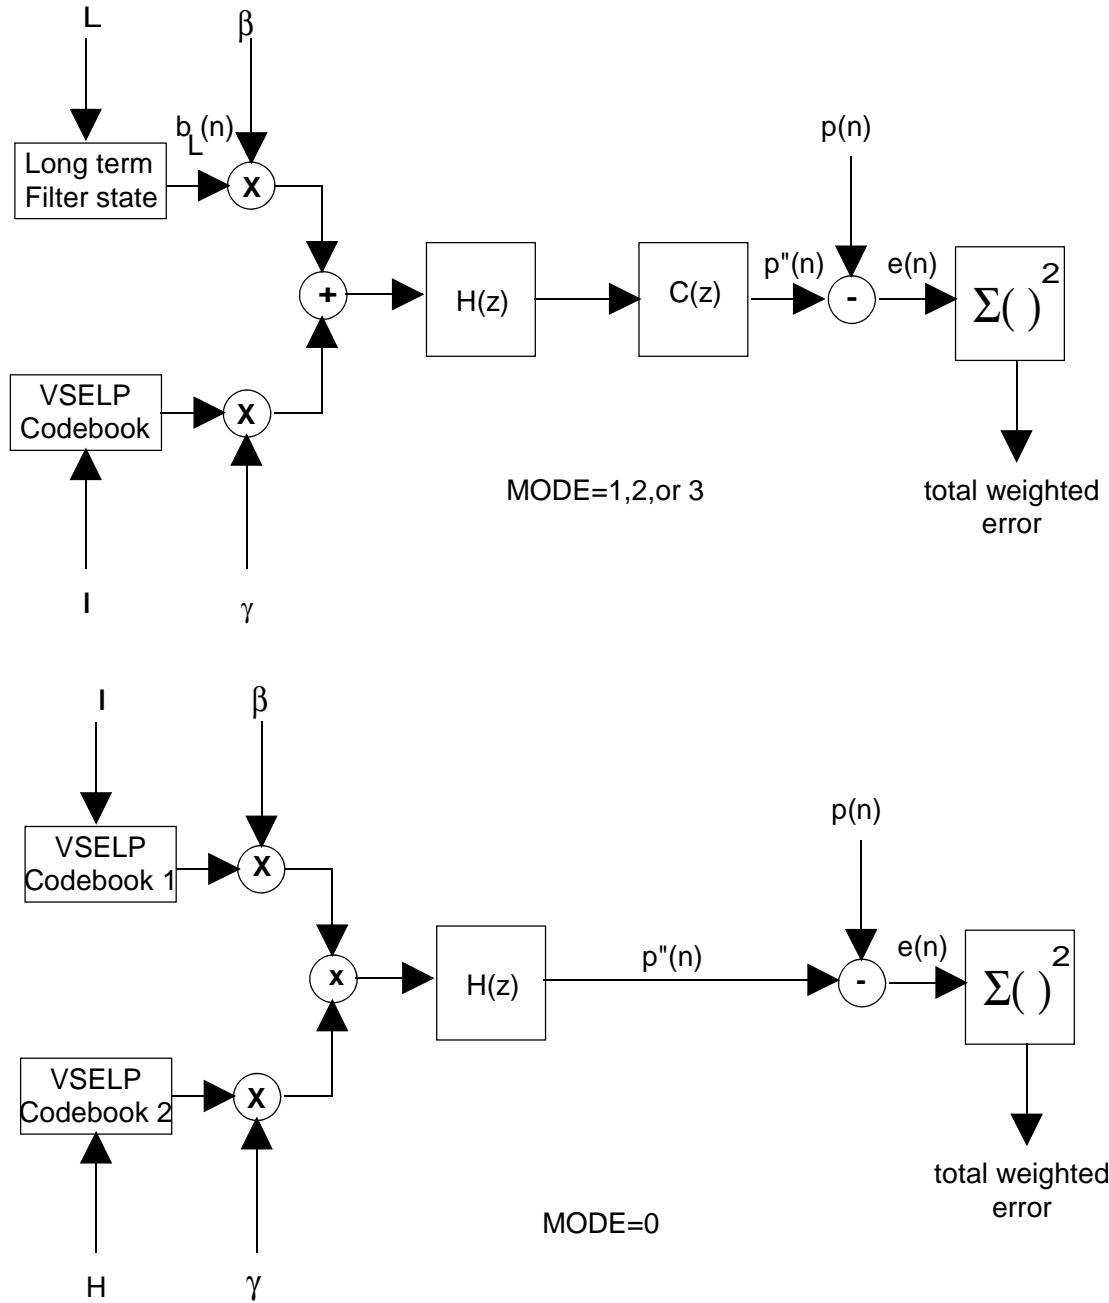 L
β
b (n)
L
p(n)
Long term
Filter state
X
+
H(z)
C(z)
p"(n)
-
e(n)
Σ( ) 2
VSELP
Codebook
X
MODE=1,2,or 3
total weighted
error
I
γ
I
β
p(n)
VSELP
Codebook 1
X
x
H(z)
p"(n)
-
e(n)
Σ( ) 2
VSELP
Codebook 2
X
total weighted
error
MODE=0
H
γ